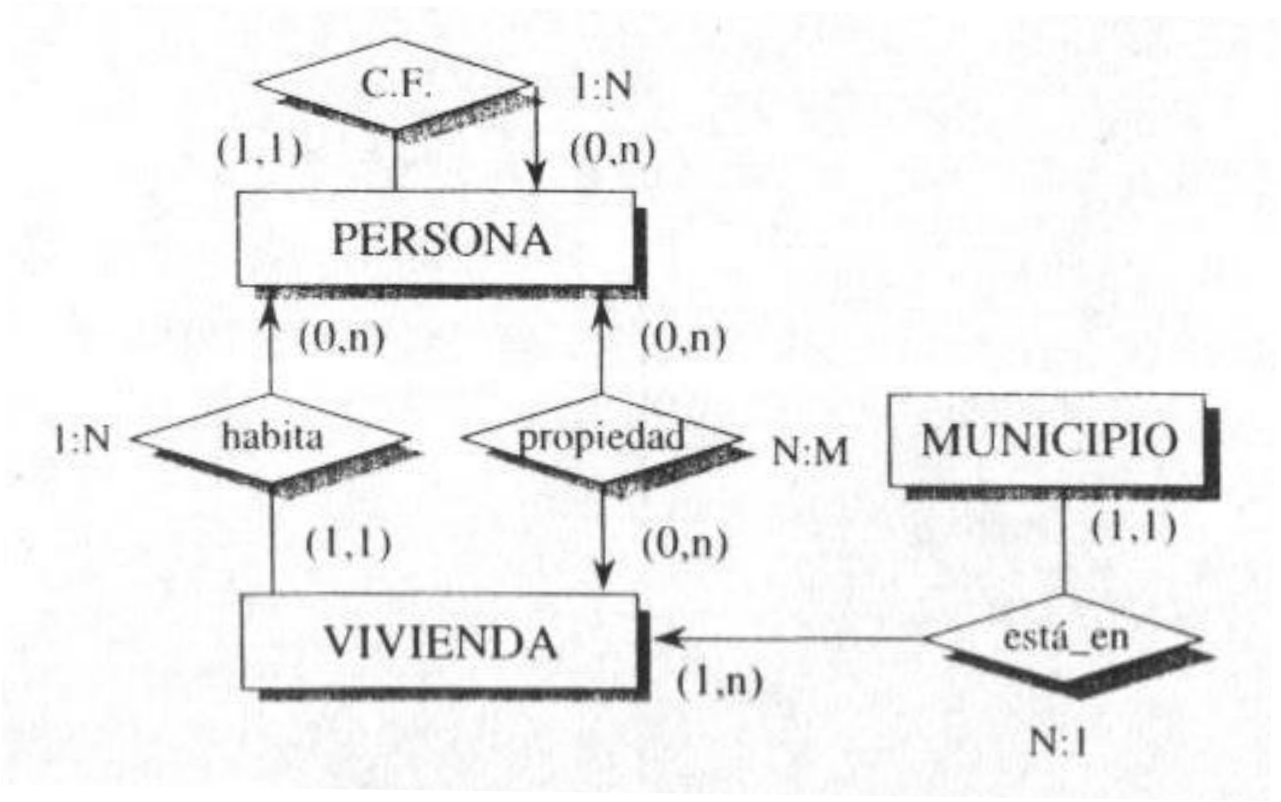 C.F.
1:N
(1,1)
(0,n)
PERSONA
(0,n)
(0,n)
1:N
habita
propiedad
N:M
MUNICIPIO
(1,1)
(0,n)
(1,1)
VIVIENDA
está_en
(1,n)
N:1